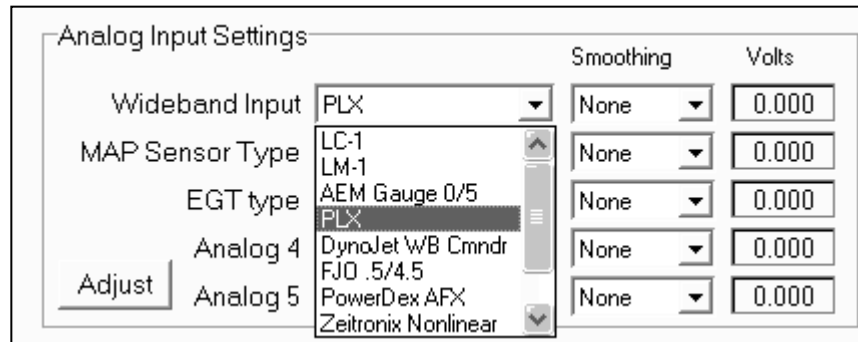 Analog Input Settings
Smoothing Volts
Wideband Input PLX None 0.000
LC-1
MAP Sensor Type None 0.000
LM-1
EGT type AEM Gauge 0/5 None 0.000
PLX
Analog 4 DynoJet WB Cmndr None 0.000
FJO .5/4.5
Adjust
Analog 5 PowerDex AFX None 0.000
Zeitronix Nonlinear